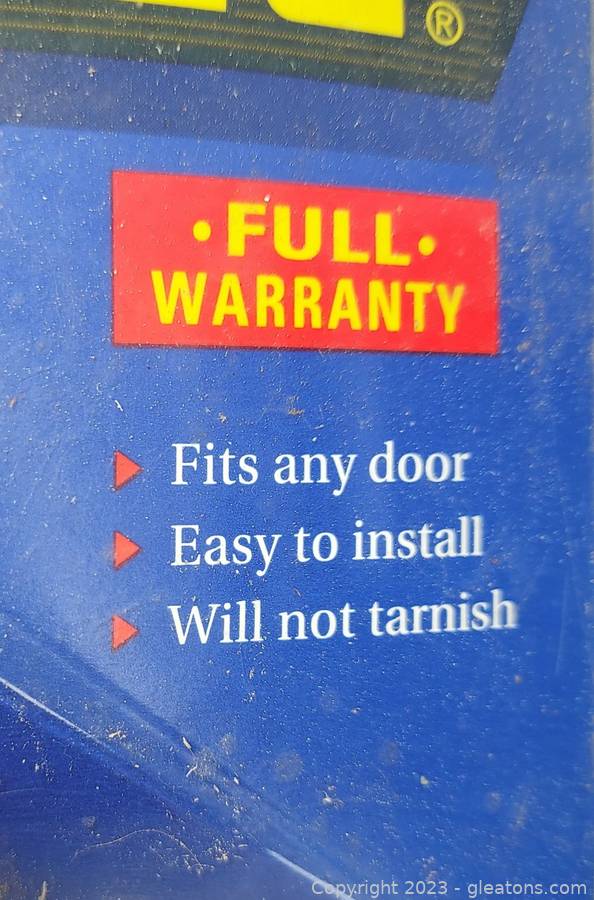 ®
• FULL •
WARRANTY
Fits any door
Easy to install
Will not tarnish
Copyright 2023 - gleatons.com